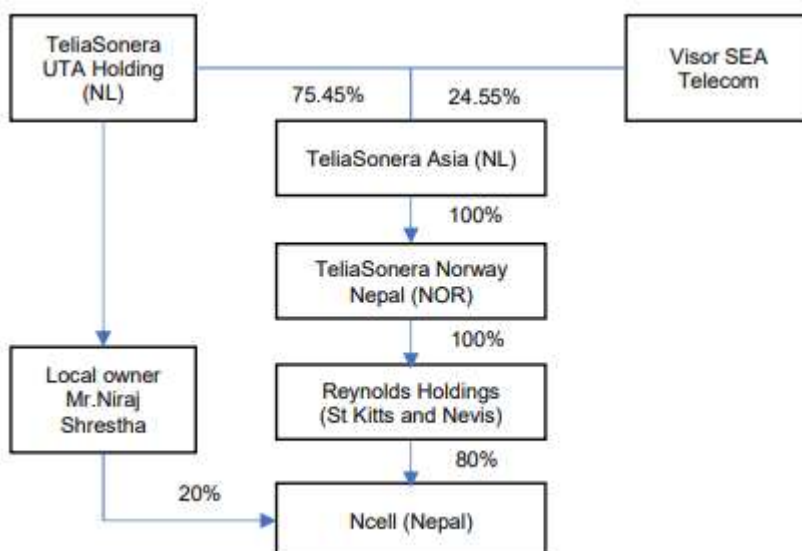 TeliaSonera
UTA Holding
(NL)
Visor SEA
Telecom
75.45%
24.55%
TeliaSonera Asia (NL)
100%
TeliaSonera Norway
Nepal (NOR)
100%
Local owner
Mr.Niraj
Shrestha
Reynolds Holdings
(St Kitts and Nevis)
80%
20%
Ncell (Nepal)